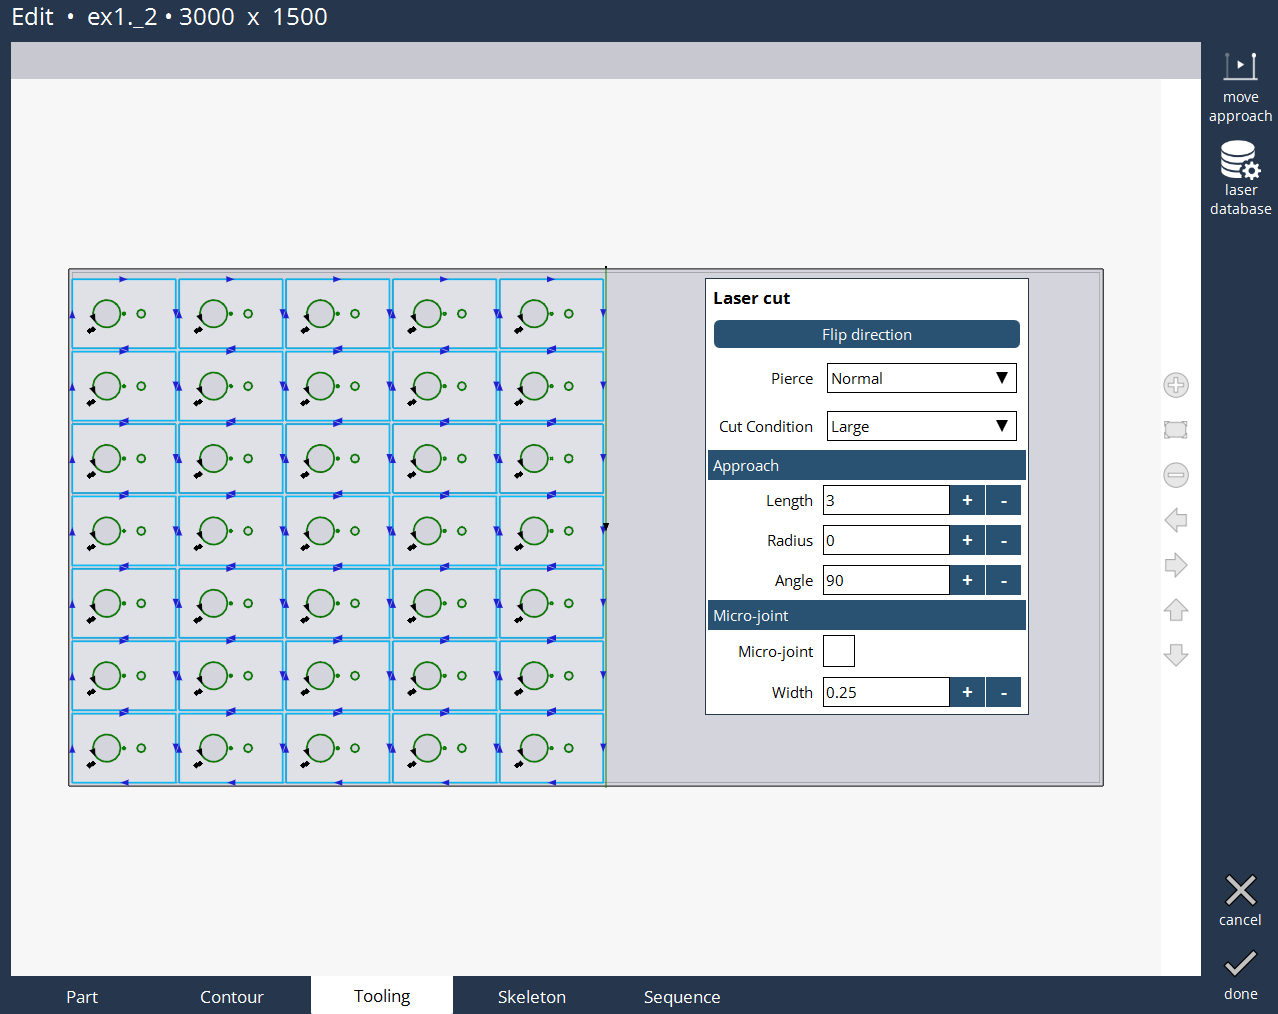 Edit • ex1._2 • 3000 x 1500
move
approach
laser
database
Laser cut
Flip direction
Pierce Normal
Cut Condition Large
Approach
Length 3 + -
Radius 0 + -
Angle 90 + -
Micro-joint
Micro-joint
Width 0.25 + -
cancel
done
Part Contour Tooling Skeleton Sequence